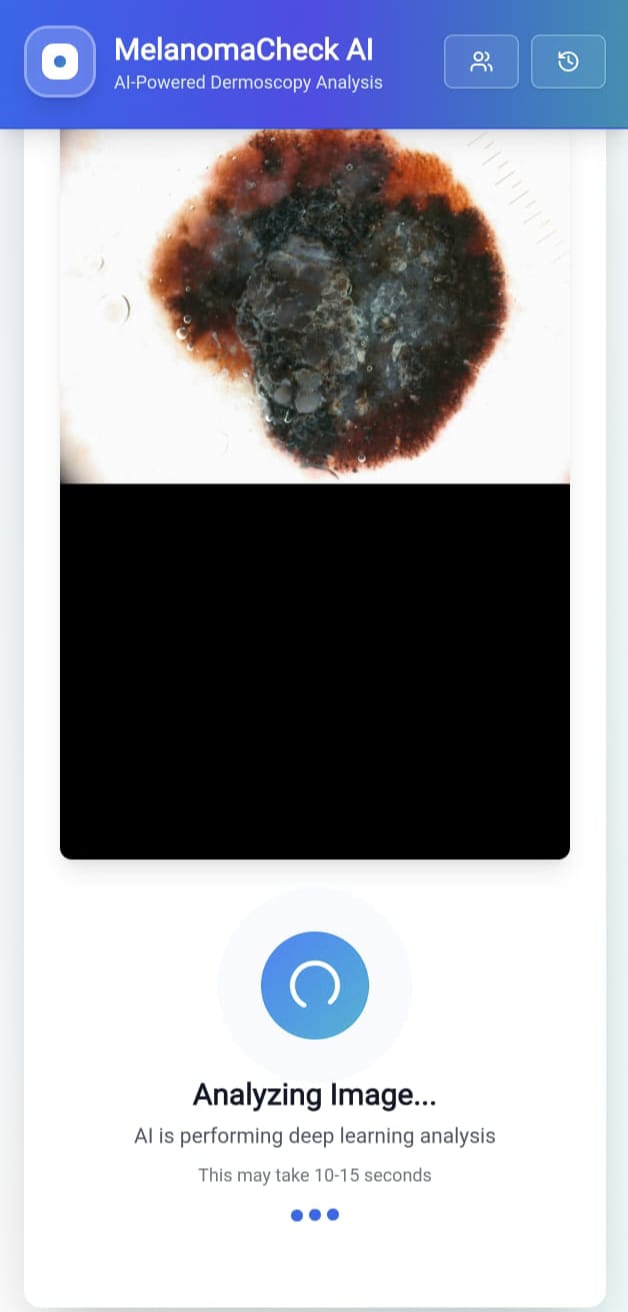 MelanomaCheck AI
AI-Powered Dermoscopy Analysis
Analyzing Image...
AI is performing deep learning analysis
This may take 10-15 seconds